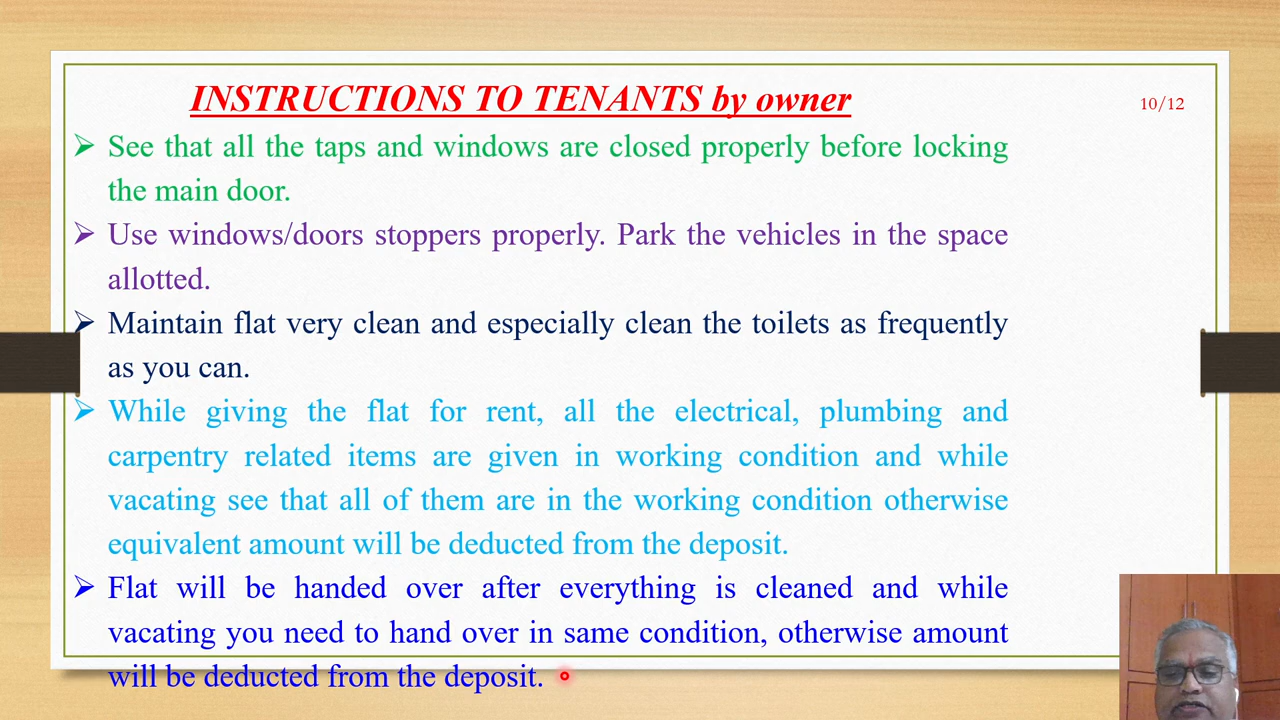 INSTRUCTIONS TO TENANTS by owner
10/12
➢ See that all the taps and windows are closed properly before locking
the main door.
➢ Use windows/doors stoppers properly. Park the vehicles in the space
allotted.
➢ Maintain flat very clean and especially clean the toilets as frequently
as you can.
➢ While giving the flat for rent, all the electrical, plumbing and
carpentry related items are given in working condition and while
vacating see that all of them are in the working condition otherwise
equivalent amount will be deducted from the deposit.
➢ Flat will be handed over after everything is cleaned and while
vacating you need to hand over in same condition, otherwise amount
will be deducted from the deposit.